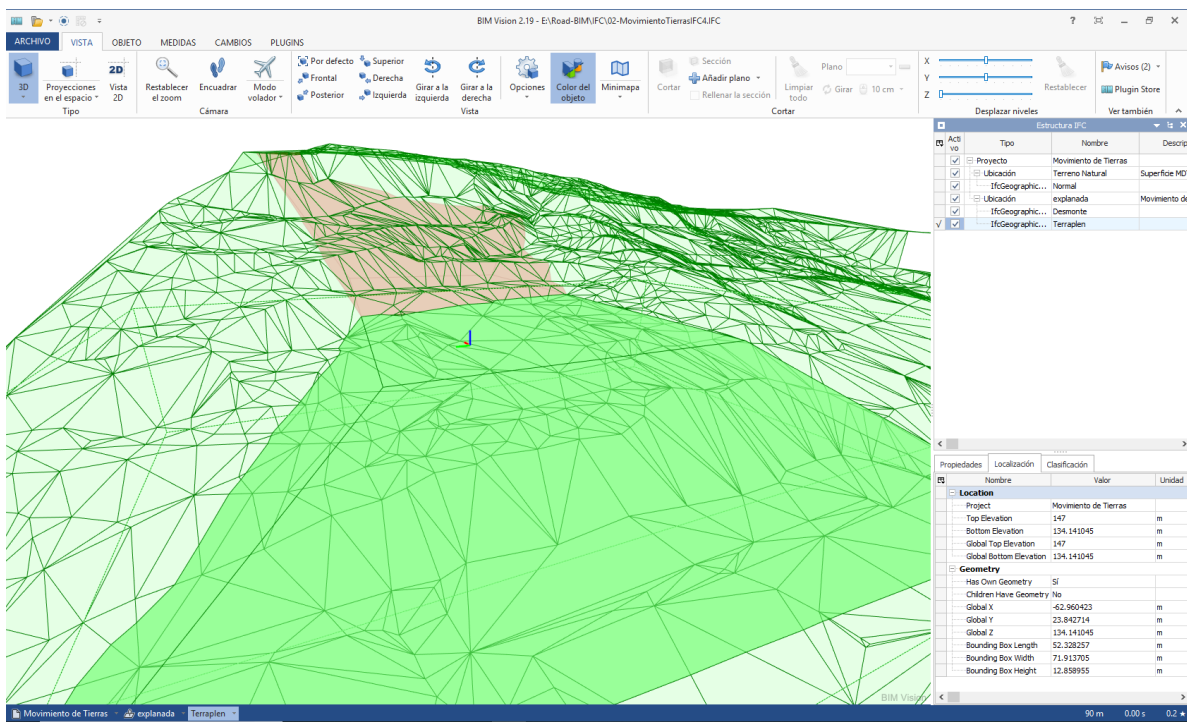 BIM Vision 2.19 - E:\Road-BIM\IFC\02-MovimientoTierrasIFC4.IFC
ARCHIVO VISTA OBJETO MEDIDAS CAMBIOS PLUGINS
3D
Proyecciones en el espacio
Vista 2D
2D
Tipo
Restablecer el zoom
Encuadrar
Modo volador
Cámara
Por defecto
Frontal
Posterior
Superior
Derecha
Izquierda
Girar a la izquierda
Girar a la derecha
Vista
Opciones
Color del objeto
Minimapa
Cortar
Sección
Añadir plano
Rellenar la sección
Limpiar todo
Plano
Girar
10 cm
Cortar
X
Y
Z
Restablecer
Desplazar niveles
Avisos (2)
Plugin Store
Ver también
Estructura IFC
Acti vo Tipo Nombre Descrip
Proyecto Movimiento de Tierras
Ubicación Terreno Natural Superficie MD
IfcGeographic... Normal
Ubicación explanada Movimiento de
IfcGeographic... Desmonte
IfcGeographic... Terraplen
Propiedades Localización Clasificación
Nombre Valor Unidad
Location
Project Movimiento de Tierras
Top Elevation 147 m
Bottom Elevation 134.141045 m
Global Top Elevation 147 m
Global Bottom Elevation 134.141045 m
Geometry
Has Own Geometry Sí
Children Have Geometry No
Global X -62.960423 m
Global Y 23.842714 m
Global Z 134.141045 m
Bounding Box Length 52.328257 m
Bounding Box Width 71.913705 m
Bounding Box Height 12.858955 m
BIM Vision
Movimiento de Tierras explanada Terraplen 90 m 0.00 s 0.2